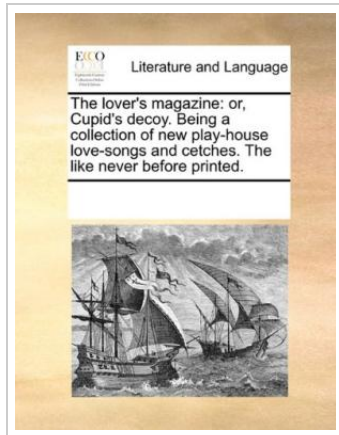 ECCO
Literature and Language
The lover's magazine: or,
Cupid's decoy. Being a
collection of new play-house
love-songs and cetches. The
like never before printed.